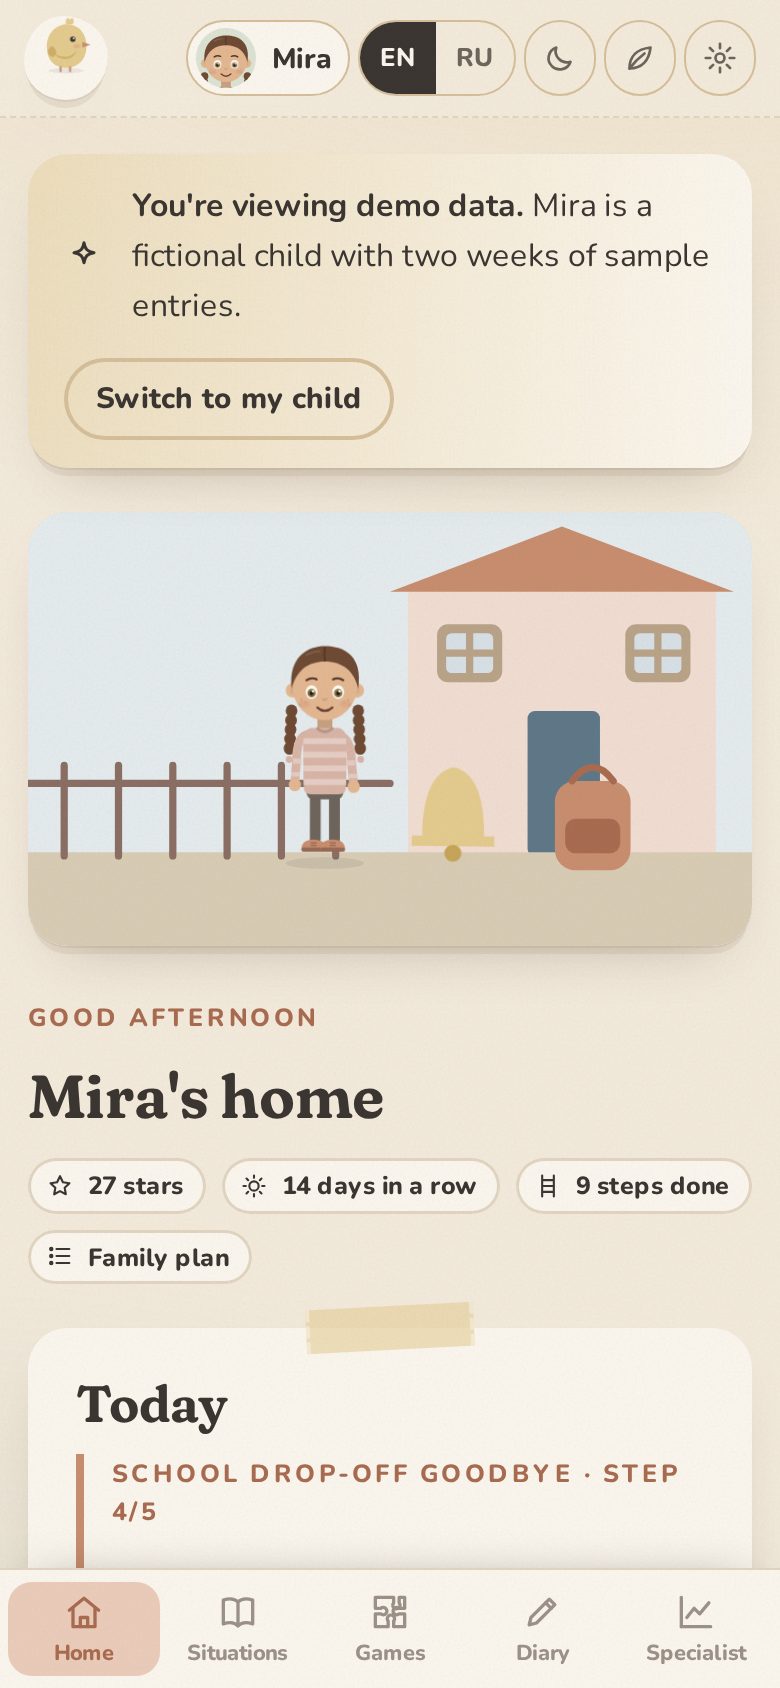 Mira
EN
RU
You're viewing demo data. Mira is a
fictional child with two weeks of sample
entries.
Switch to my child
GOOD AFTERNOON
Mira's home
27 stars
14 days in a row
9 steps done
Family plan
Today
SCHOOL DROP-OFF GOODBYE · STEP
4/5
Home
Situations
Games
Diary
Specialist